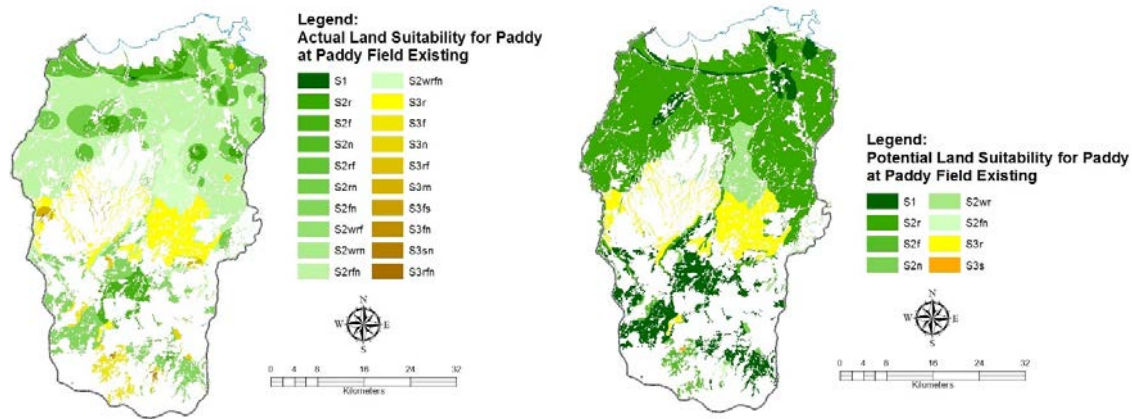 Legend:
Actual Land Suitability for Paddy
at Paddy Field Existing
S1
S2r
S2f
S2n
S2rf
S2rn
S2fn
S2wrf
S2wrn
S2rfn
S2wrfn
S3r
S3f
S3n
S3rf
S3rn
S3fs
S3fn
S3sn
S3rfn
N
W
E
S
0
8
16
24
32
Kilometers
Legend:
Potential Land Suitability for Paddy
at Paddy Field Existing
S1
S2r
S2f
S2n
S2wr
S2fn
S3r
S3s
N
W
E
S
0
8
16
24
32
Kilometers